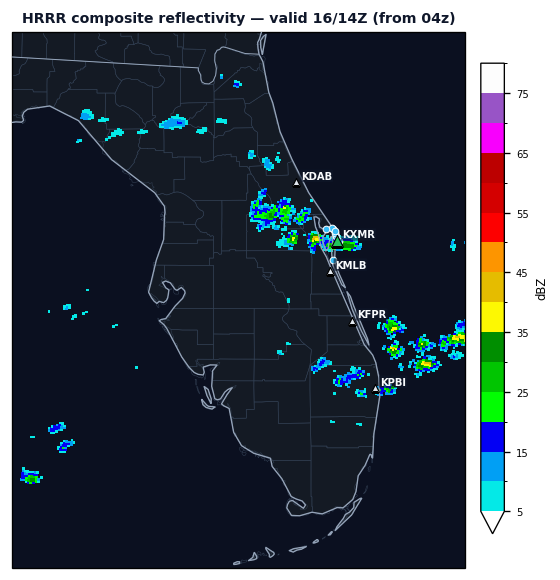 HRRR composite reflectivity — valid 16/14Z (from 04z)
KDAB
KXMR
KMLB
KFPR
KPBI
75
65
55
45
35
25
15
5
dBZ